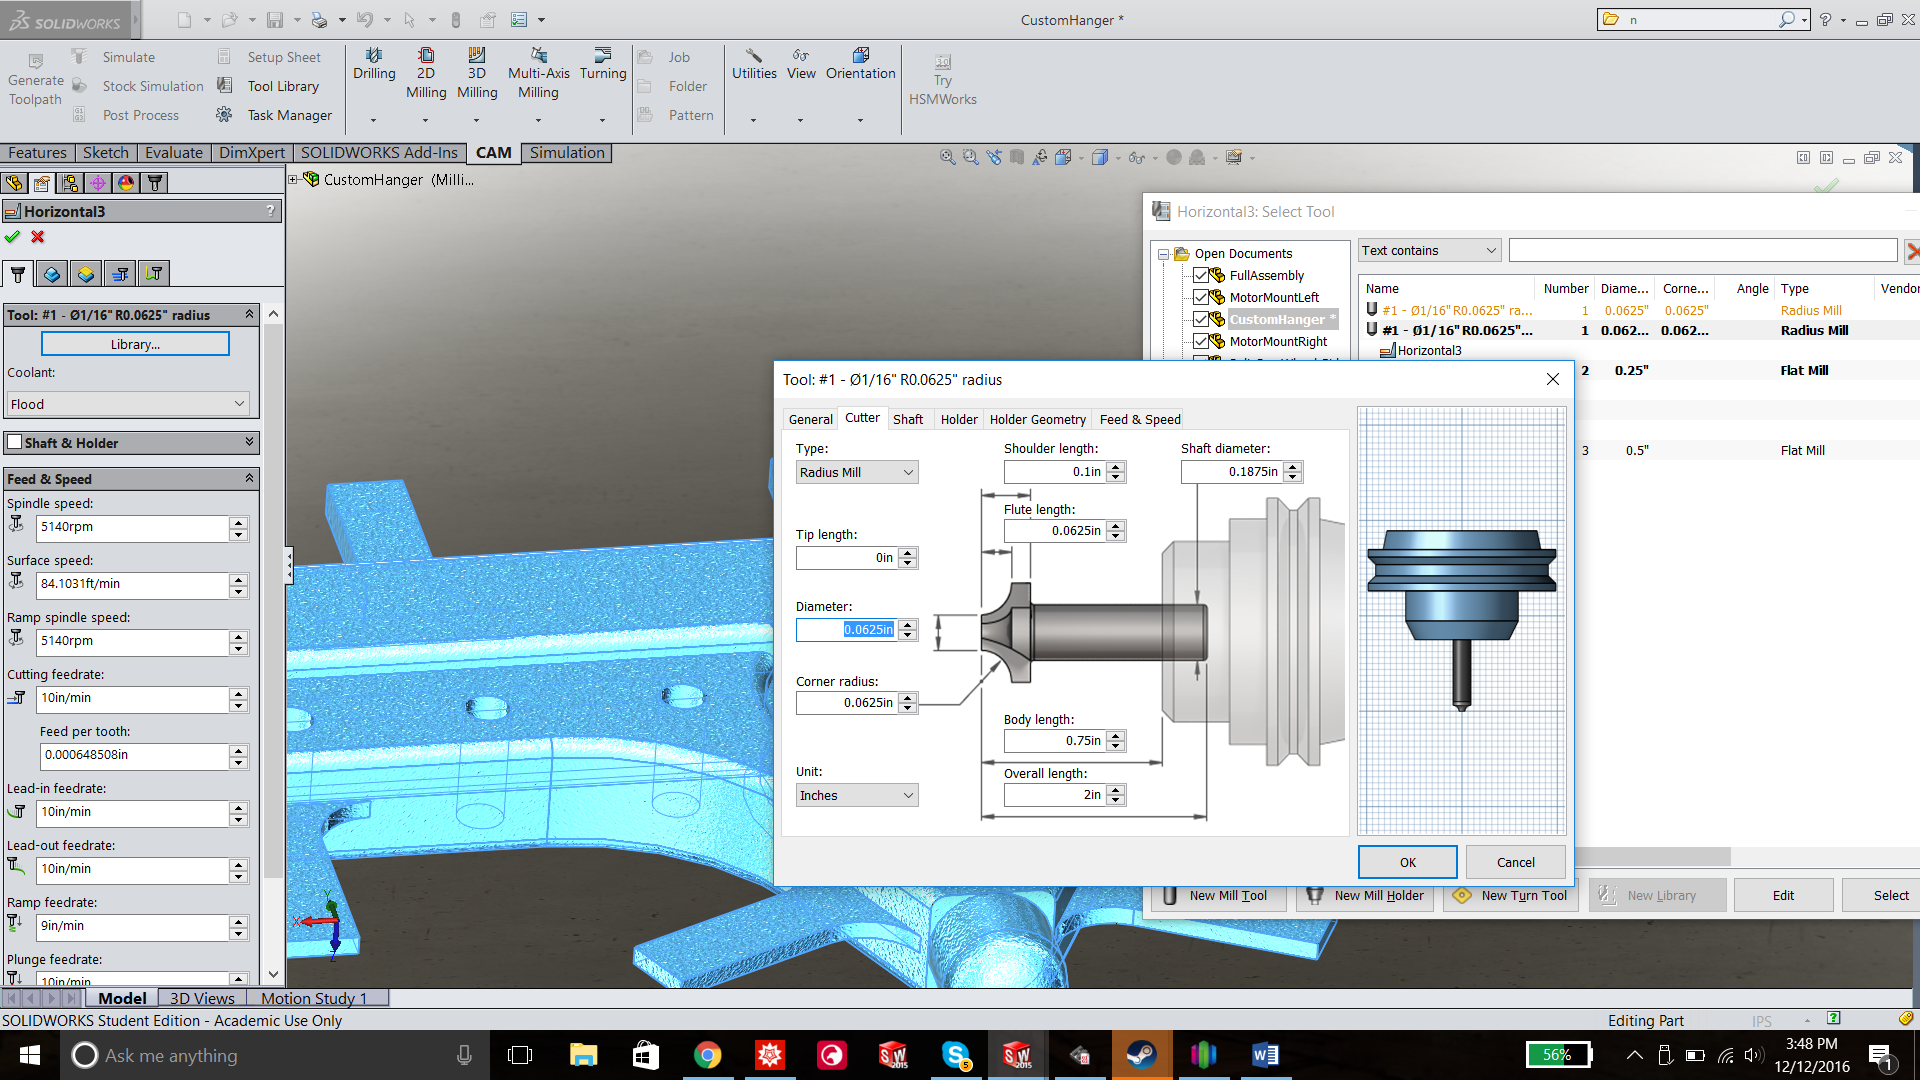 SOLIDWORKS
CustomHanger *
n
Generate
Toolpath
Simulate
Stock Simulation
Post Process
Setup Sheet
Tool Library
Task Manager
Drilling
2D
Milling
3D
Milling
Multi-Axis
Milling
Turning
Job
Folder
Pattern
Utilities
View
Orientation
Try
HSMWorks
Features
Sketch
Evaluate
DimXpert
SOLIDWORKS Add-Ins
CAM
Simulation
CustomHanger (Milli...
Horizontal3
?
Tool: #1 - Ø1/16" R0.0625" radius
Library...
Coolant:
Flood
Shaft & Holder
Feed & Speed
Spindle speed:
5140rpm
Surface speed:
84.1031ft/min
Ramp spindle speed:
5140rpm
Cutting feedrate:
10in/min
Feed per tooth:
0.000648508in
Lead-in feedrate:
10in/min
Lead-out feedrate:
10in/min
Ramp feedrate:
9in/min
Plunge feedrate:
10in/min
Horizontal3: Select Tool
Open Documents
FullAssembly
MotorMountLeft
CustomHanger *
MotorMountRight
Text contains
Name Number Diame... Corne... Angle Type Vendor
#1 - Ø1/16" R0.0625" ra... 1 0.0625" 0.0625" Radius Mill
#1 - Ø1/16" R0.0625"... 1 0.062... 0.062... Radius Mill
Horizontal3
2 0.25" Flat Mill
3 0.5" Flat Mill
Tool: #1 - Ø1/16" R0.0625" radius
General Cutter Shaft Holder Holder Geometry Feed & Speed
Type:
Radius Mill
Tip length:
0in
Diameter:
0.0625in
Corner radius:
0.0625in
Unit:
Inches
Shoulder length:
0.1in
Flute length:
0.0625in
Shaft diameter:
0.1875in
Body length:
0.75in
Overall length:
2in
OK
Cancel
New Mill Tool
New Mill Holder
New Turn Tool
New Library
Edit
Select
Model
3D Views
Motion Study 1
SOLIDWORKS Student Edition - Academic Use Only
Editing Part
IPS
Ask me anything
56%
3:48 PM
12/12/2016